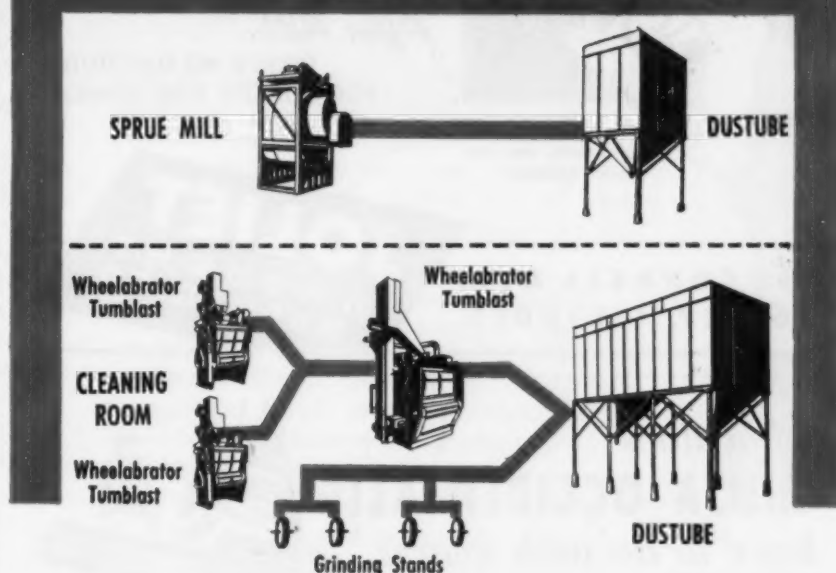 SPRUE MILL
DUSTUBE
Wheelabrator
Tumblast
Wheelabrator
Tumblast
CLEANING
ROOM
Wheelabrator
Tumblast
DUSTUBE
Grinding Stands